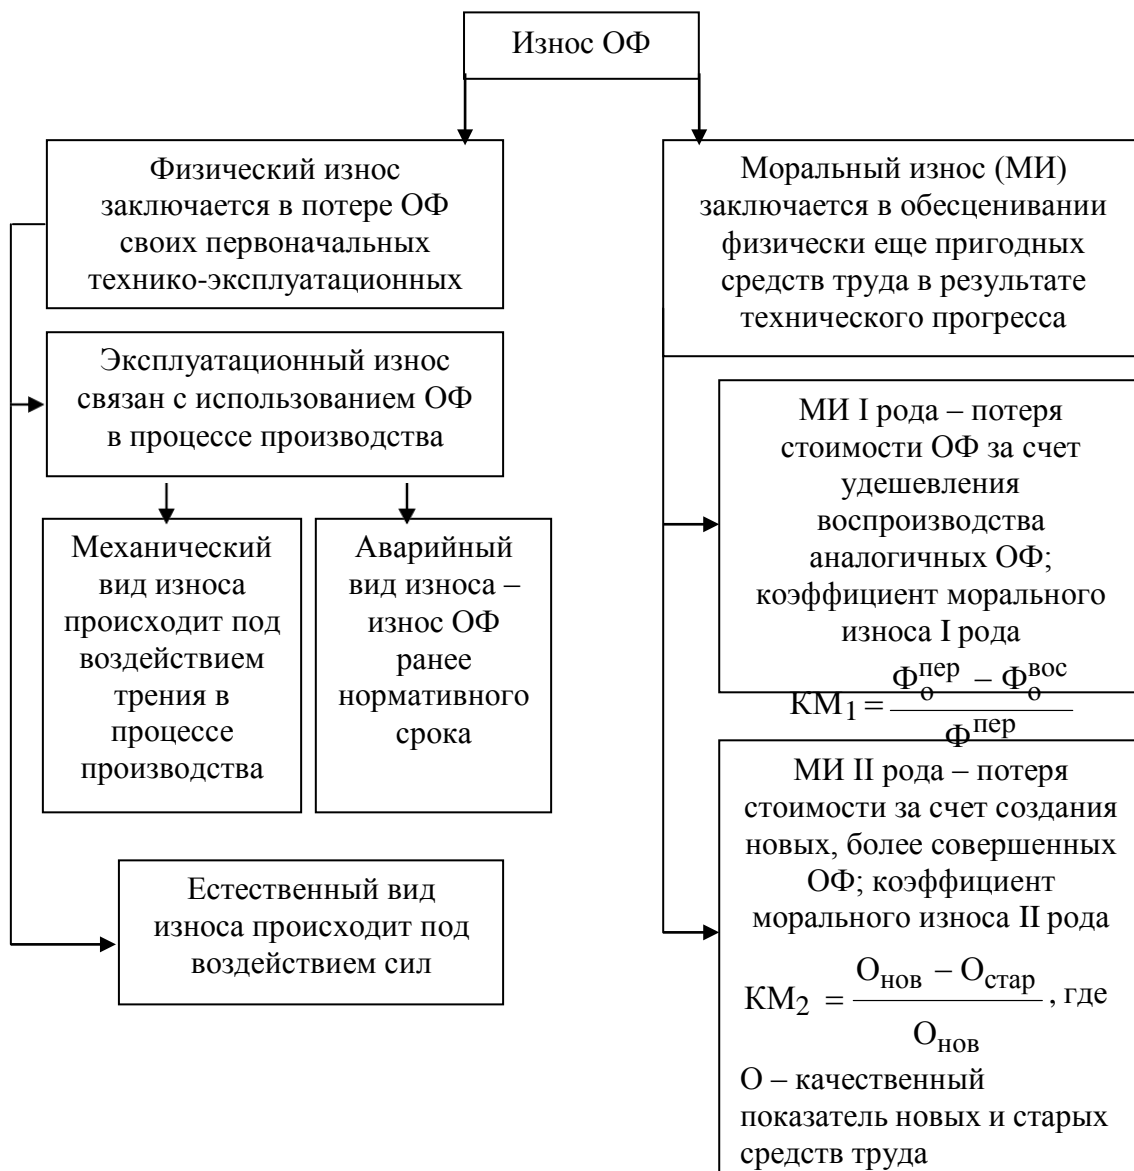 Износ ОФ
Физический износ
заключается в потере ОФ
своих первоначальных
технико-эксплуатационных
Эксплуатационный износ
связан с использованием ОФ
в процессе производства
Механический
вид износа
происходит под
воздействием
трения в
процессе
производства
Аварийный
вид износа –
износ ОФ
ранее
нормативного
срока
Естественный вид
износа происходит под
воздействием сил
Моральный износ (МИ)
заключается в обесценивании
физически еще пригодных
средств труда в результате
технического прогресса
МИ I рода – потеря
стоимости ОФ за счет
удешевления
воспроизводства
аналогичных ОФ;
коэффициент морального
износа I рода
КМ₁ = (Ф_о^пер – Ф_о^вос) / Ф^пер
МИ II рода – потеря
стоимости за счет создания
новых, более совершенных
ОФ; коэффициент
морального износа II рода
КМ₂ = (О_нов – О_стар) / О_нов , где
О – качественный
показатель новых и старых
средств труда